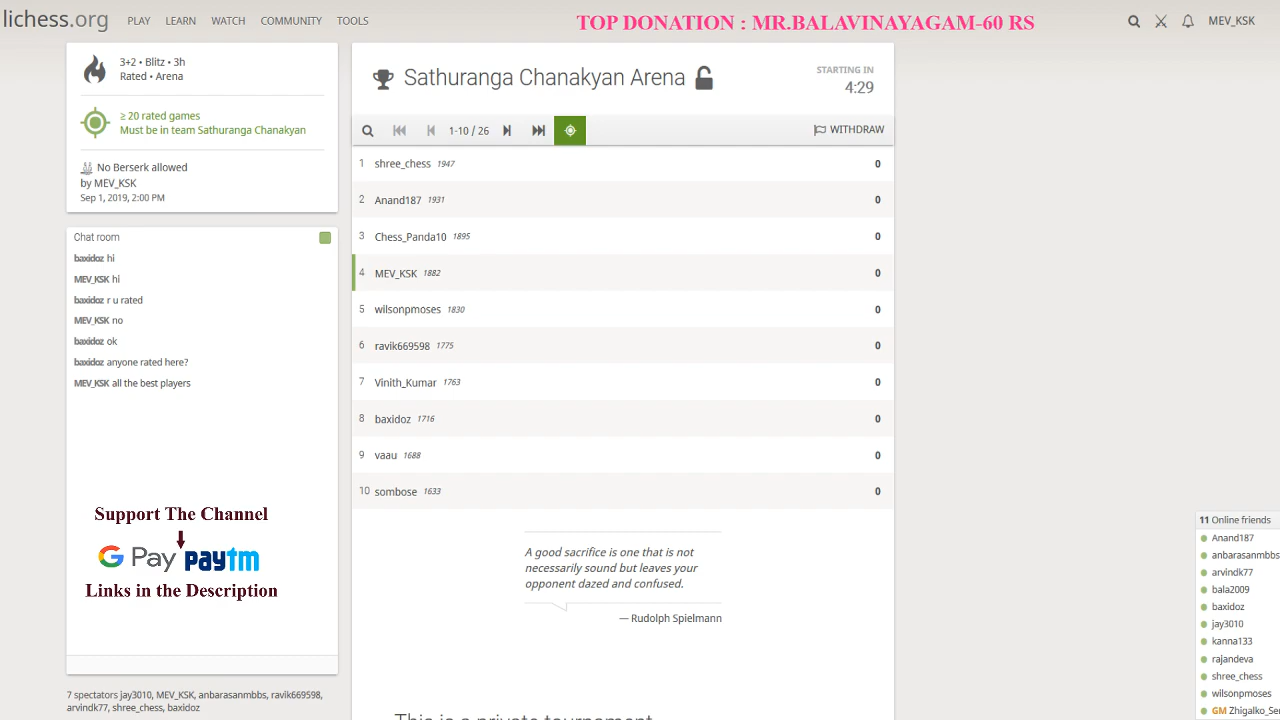 lichess.org PLAY LEARN WATCH COMMUNITY TOOLS TOP DONATION : MR.BALAVINAYAGAM-60 RS MEV_KSK
3+2 • Blitz • 3h
Rated • Arena
≥ 20 rated games
Must be in team Sathuranga Chanakyan
No Berserk allowed
by MEV_KSK
Sep 1, 2019, 2:00 PM
Chat room
baxidoz hi
MEV_KSK hi
baxidoz r u rated
MEV_KSK no
baxidoz ok
baxidoz anyone rated here?
MEV_KSK all the best players
Support The Channel
G Pay paytm
Links in the Description
7 spectators jay3010, MEV_KSK, anbarasanmbbs, ravik669598,
arvindk77, shree_chess, baxidoz
Sathuranga Chanakyan Arena
STARTING IN
4:29
1-10 / 26 WITHDRAW
1 shree_chess 1947 0
2 Anand187 1931 0
3 Chess_Panda10 1895 0
4 MEV_KSK 1882 0
5 wilsonpmoses 1830 0
6 ravik669598 1775 0
7 Vinith_Kumar 1763 0
8 baxidoz 1716 0
9 vaau 1688 0
10 sombose 1633 0
A good sacrifice is one that is not
necessarily sound but leaves your
opponent dazed and confused.
— Rudolph Spielmann
This is a private tournament
11 Online friends
Anand187
anbarasanmbbs
arvindk77
bala2009
baxidoz
jay3010
kanna133
rajandeva
shree_chess
wilsonpmoses
GM Zhigalko_Se